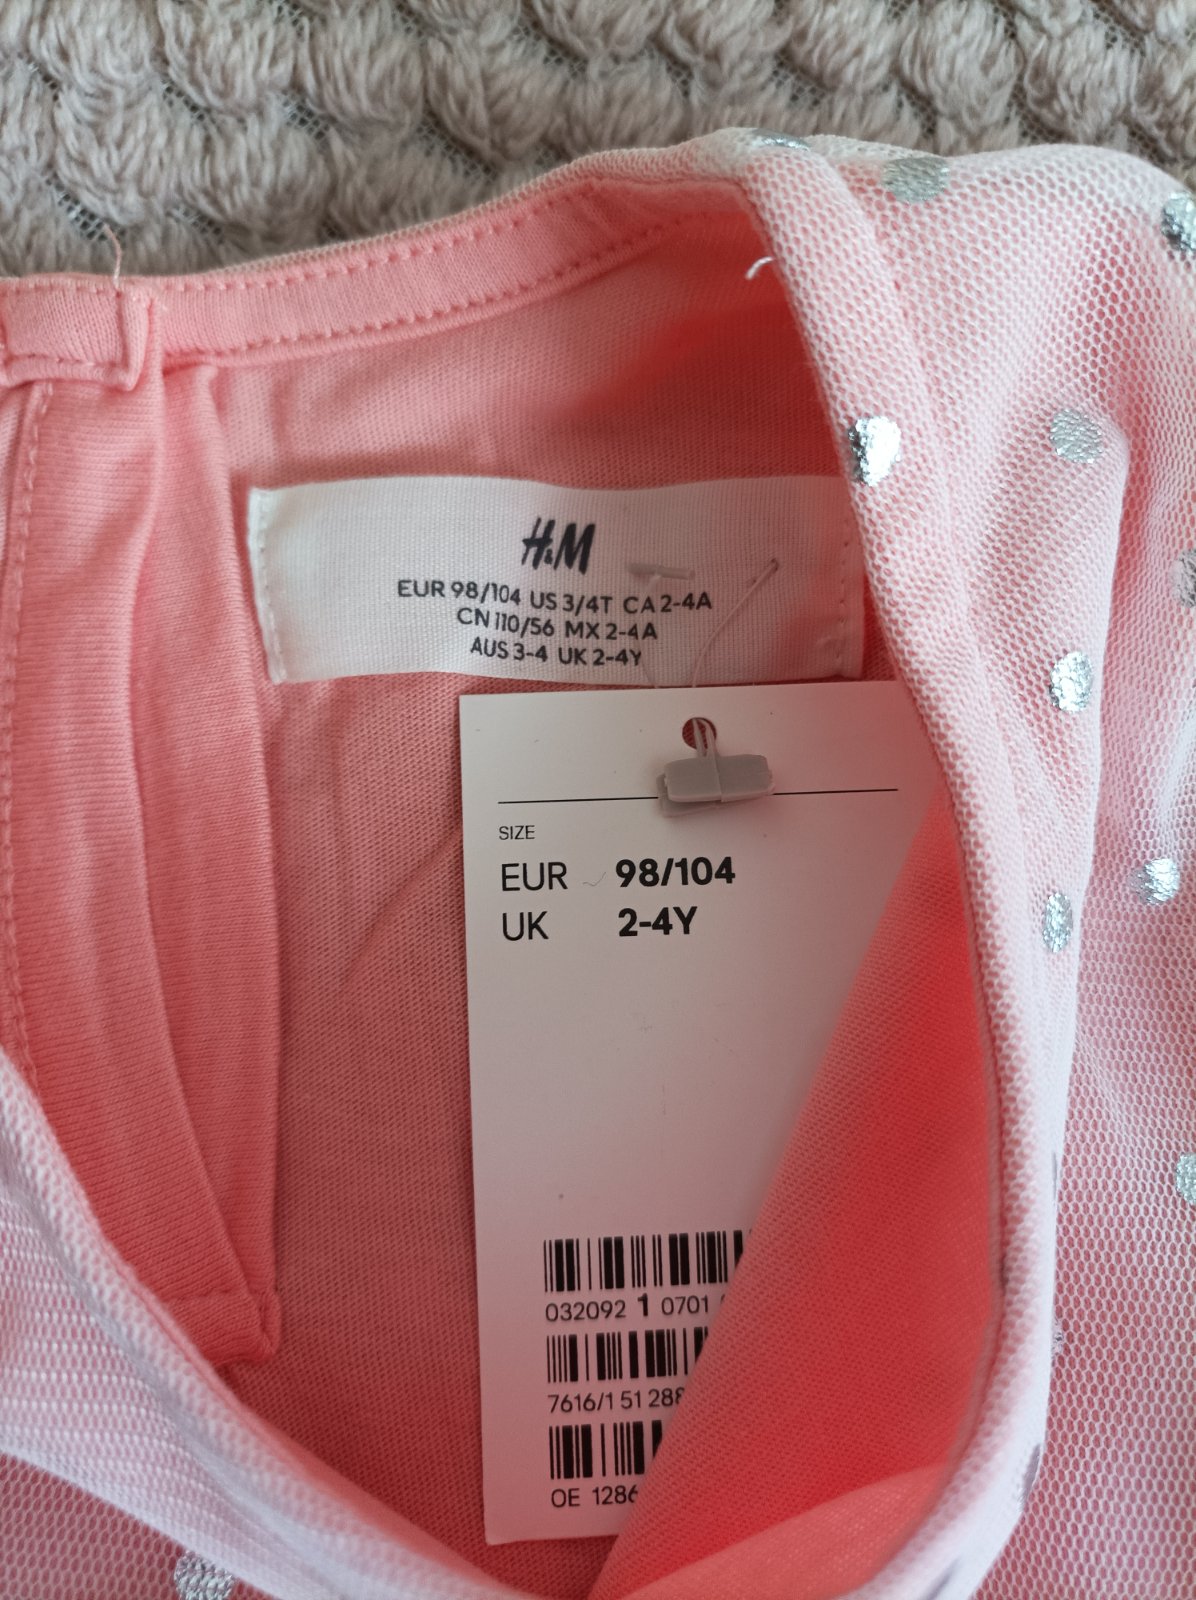 H&M
EUR 98/104 US 3/4T CA 2-4A
CN 110/56 MX 2-4A
AUS 3-4 UK 2-4Y
SIZE
EUR 98/104
UK 2-4Y
032092 1 0701
7616/1 51 288
OE 1286